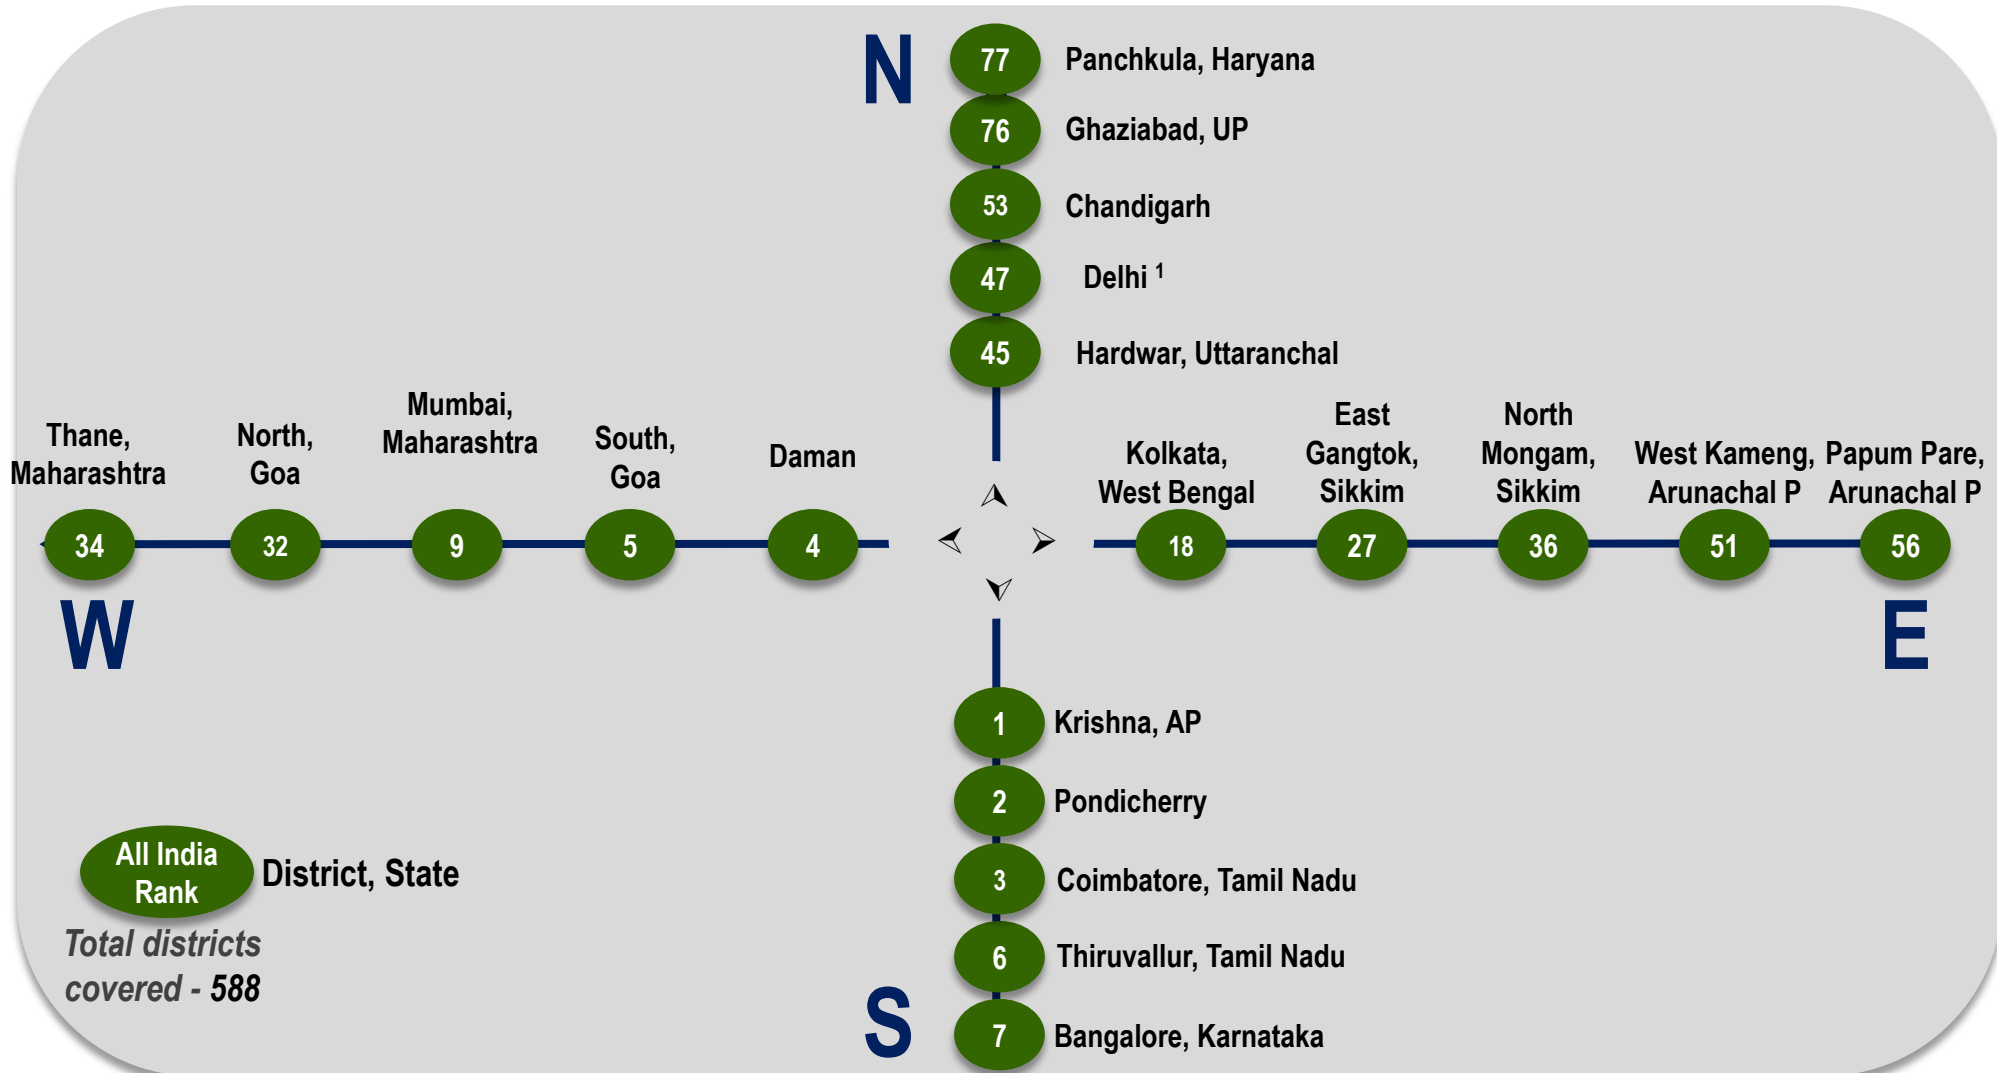 N
77 Panchkula, Haryana
76 Ghaziabad, UP
53 Chandigarh
47 Delhi 1
45 Hardwar, Uttaranchal
Thane,
Maharashtra
34
North,
Goa
32
Mumbai,
Maharashtra
9
South,
Goa
5
Daman
4
W
Kolkata,
West Bengal
18
East
Gangtok,
Sikkim
27
North
Mongam,
Sikkim
36
West Kameng,
Arunachal P
51
Papum Pare,
Arunachal P
56
E
1 Krishna, AP
2 Pondicherry
3 Coimbatore, Tamil Nadu
6 Thiruvallur, Tamil Nadu
7 Bangalore, Karnataka
S
All India
Rank
District, State
Total districts
covered - 588